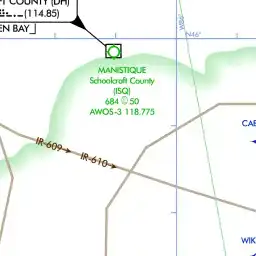 COUNTY (DH)
(114.85)
EN BAY
N46°
MANISTIQUE
Schoolcraft County
(ISQ)
684 50
AWOS-3 118.775
CAB
IR-609
IR-610
WIK